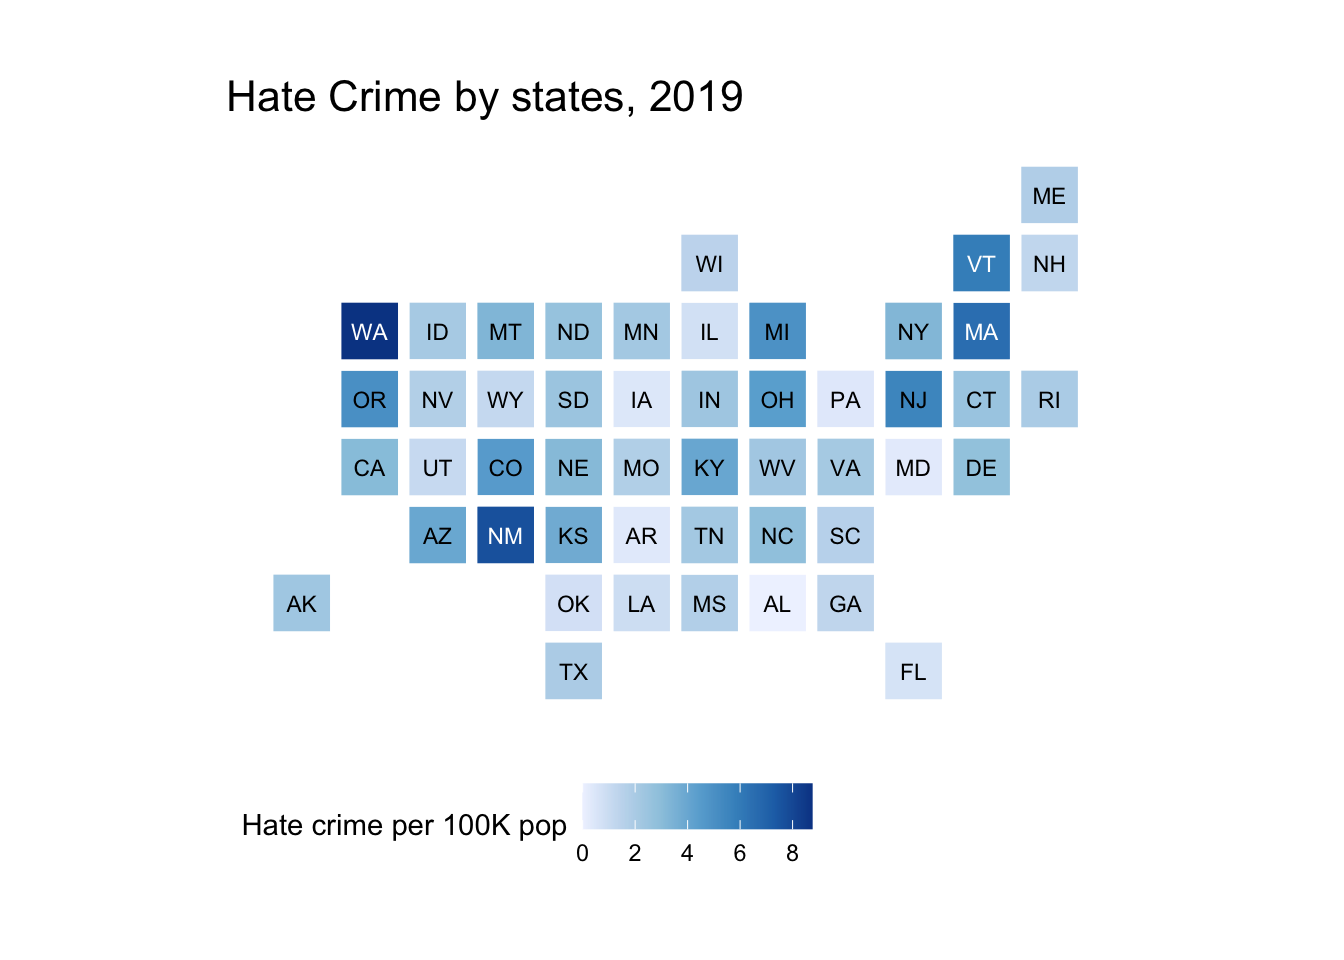 Hate Crime by states, 2019
ME
WI VT NH
WA ID MT ND MN IL MI NY MA
OR NV WY SD IA IN OH PA NJ CT RI
CA UT CO NE MO KY WV VA MD DE
AZ NM KS AR TN NC SC
AK OK LA MS AL GA
TX FL
Hate crime per 100K pop
0 2 4 6 8